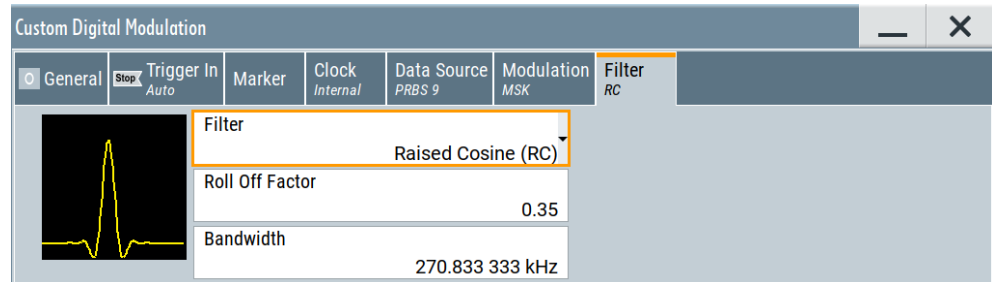 Custom Digital Modulation
O General
Stop Trigger In
Auto
Marker
Clock
Internal
Data Source
PRBS 9
Modulation
MSK
Filter
RC
Filter
Raised Cosine (RC)
Roll Off Factor
0.35
Bandwidth
270.833 333 kHz